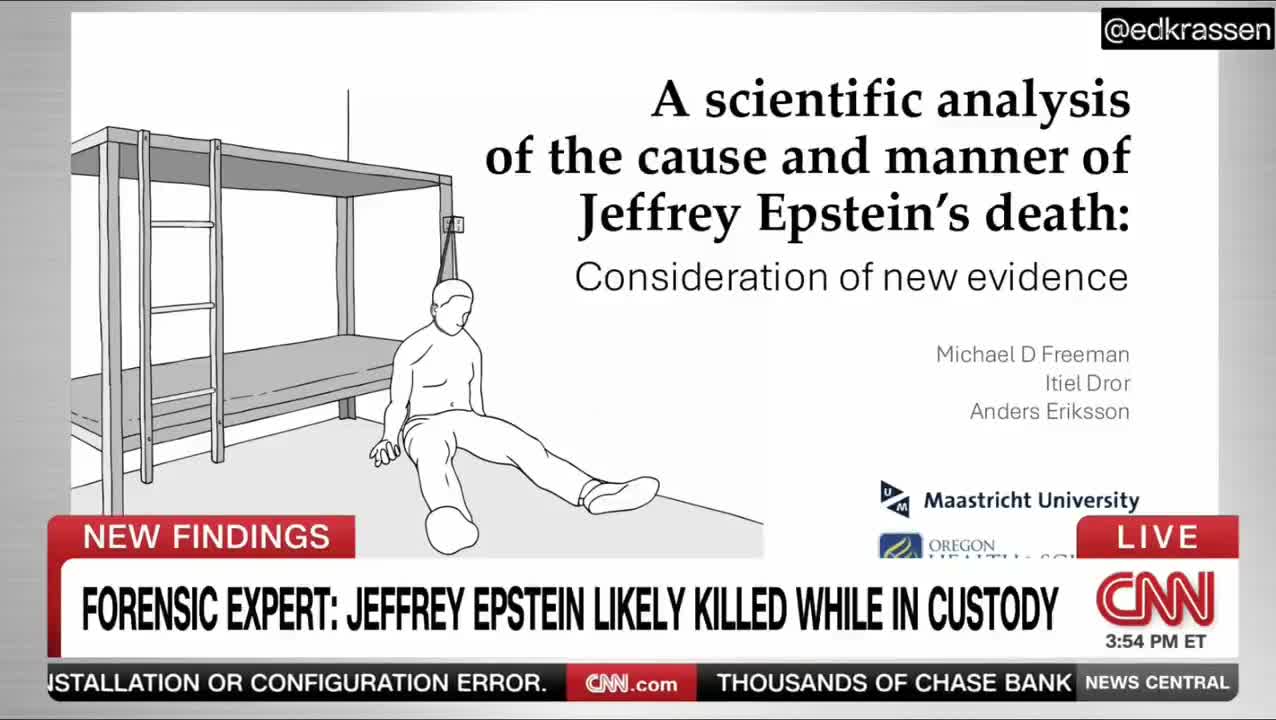 @edkrassen
A scientific analysis
of the cause and manner of
Jeffrey Epstein's death:
Consideration of new evidence
Michael D Freeman
Itiel Dror
Anders Eriksson
UM
Maastricht University
OREGON
NEW FINDINGS
LIVE
FORENSIC EXPERT: JEFFREY EPSTEIN LIKELY KILLED WHILE IN CUSTODY
CNN
3:54 PM ET
NSTALLATION OR CONFIGURATION ERROR. CNN.com THOUSANDS OF CHASE BANK NEWS CENTRAL